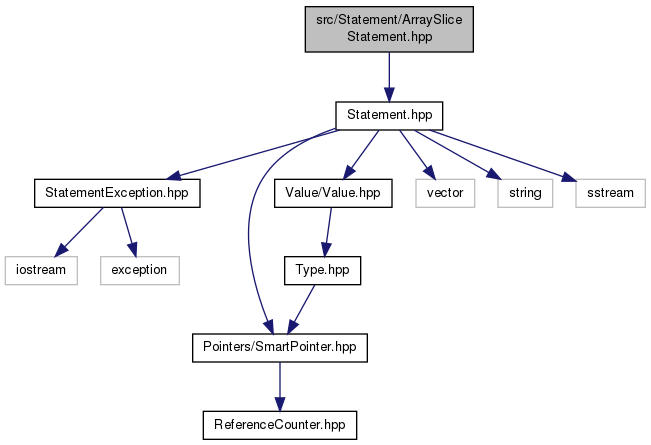 src/Statement/ArraySlice
Statement.hpp
Statement.hpp
StatementException.hpp
Value/Value.hpp
vector
string
sstream
iostream
exception
Type.hpp
Pointers/SmartPointer.hpp
ReferenceCounter.hpp